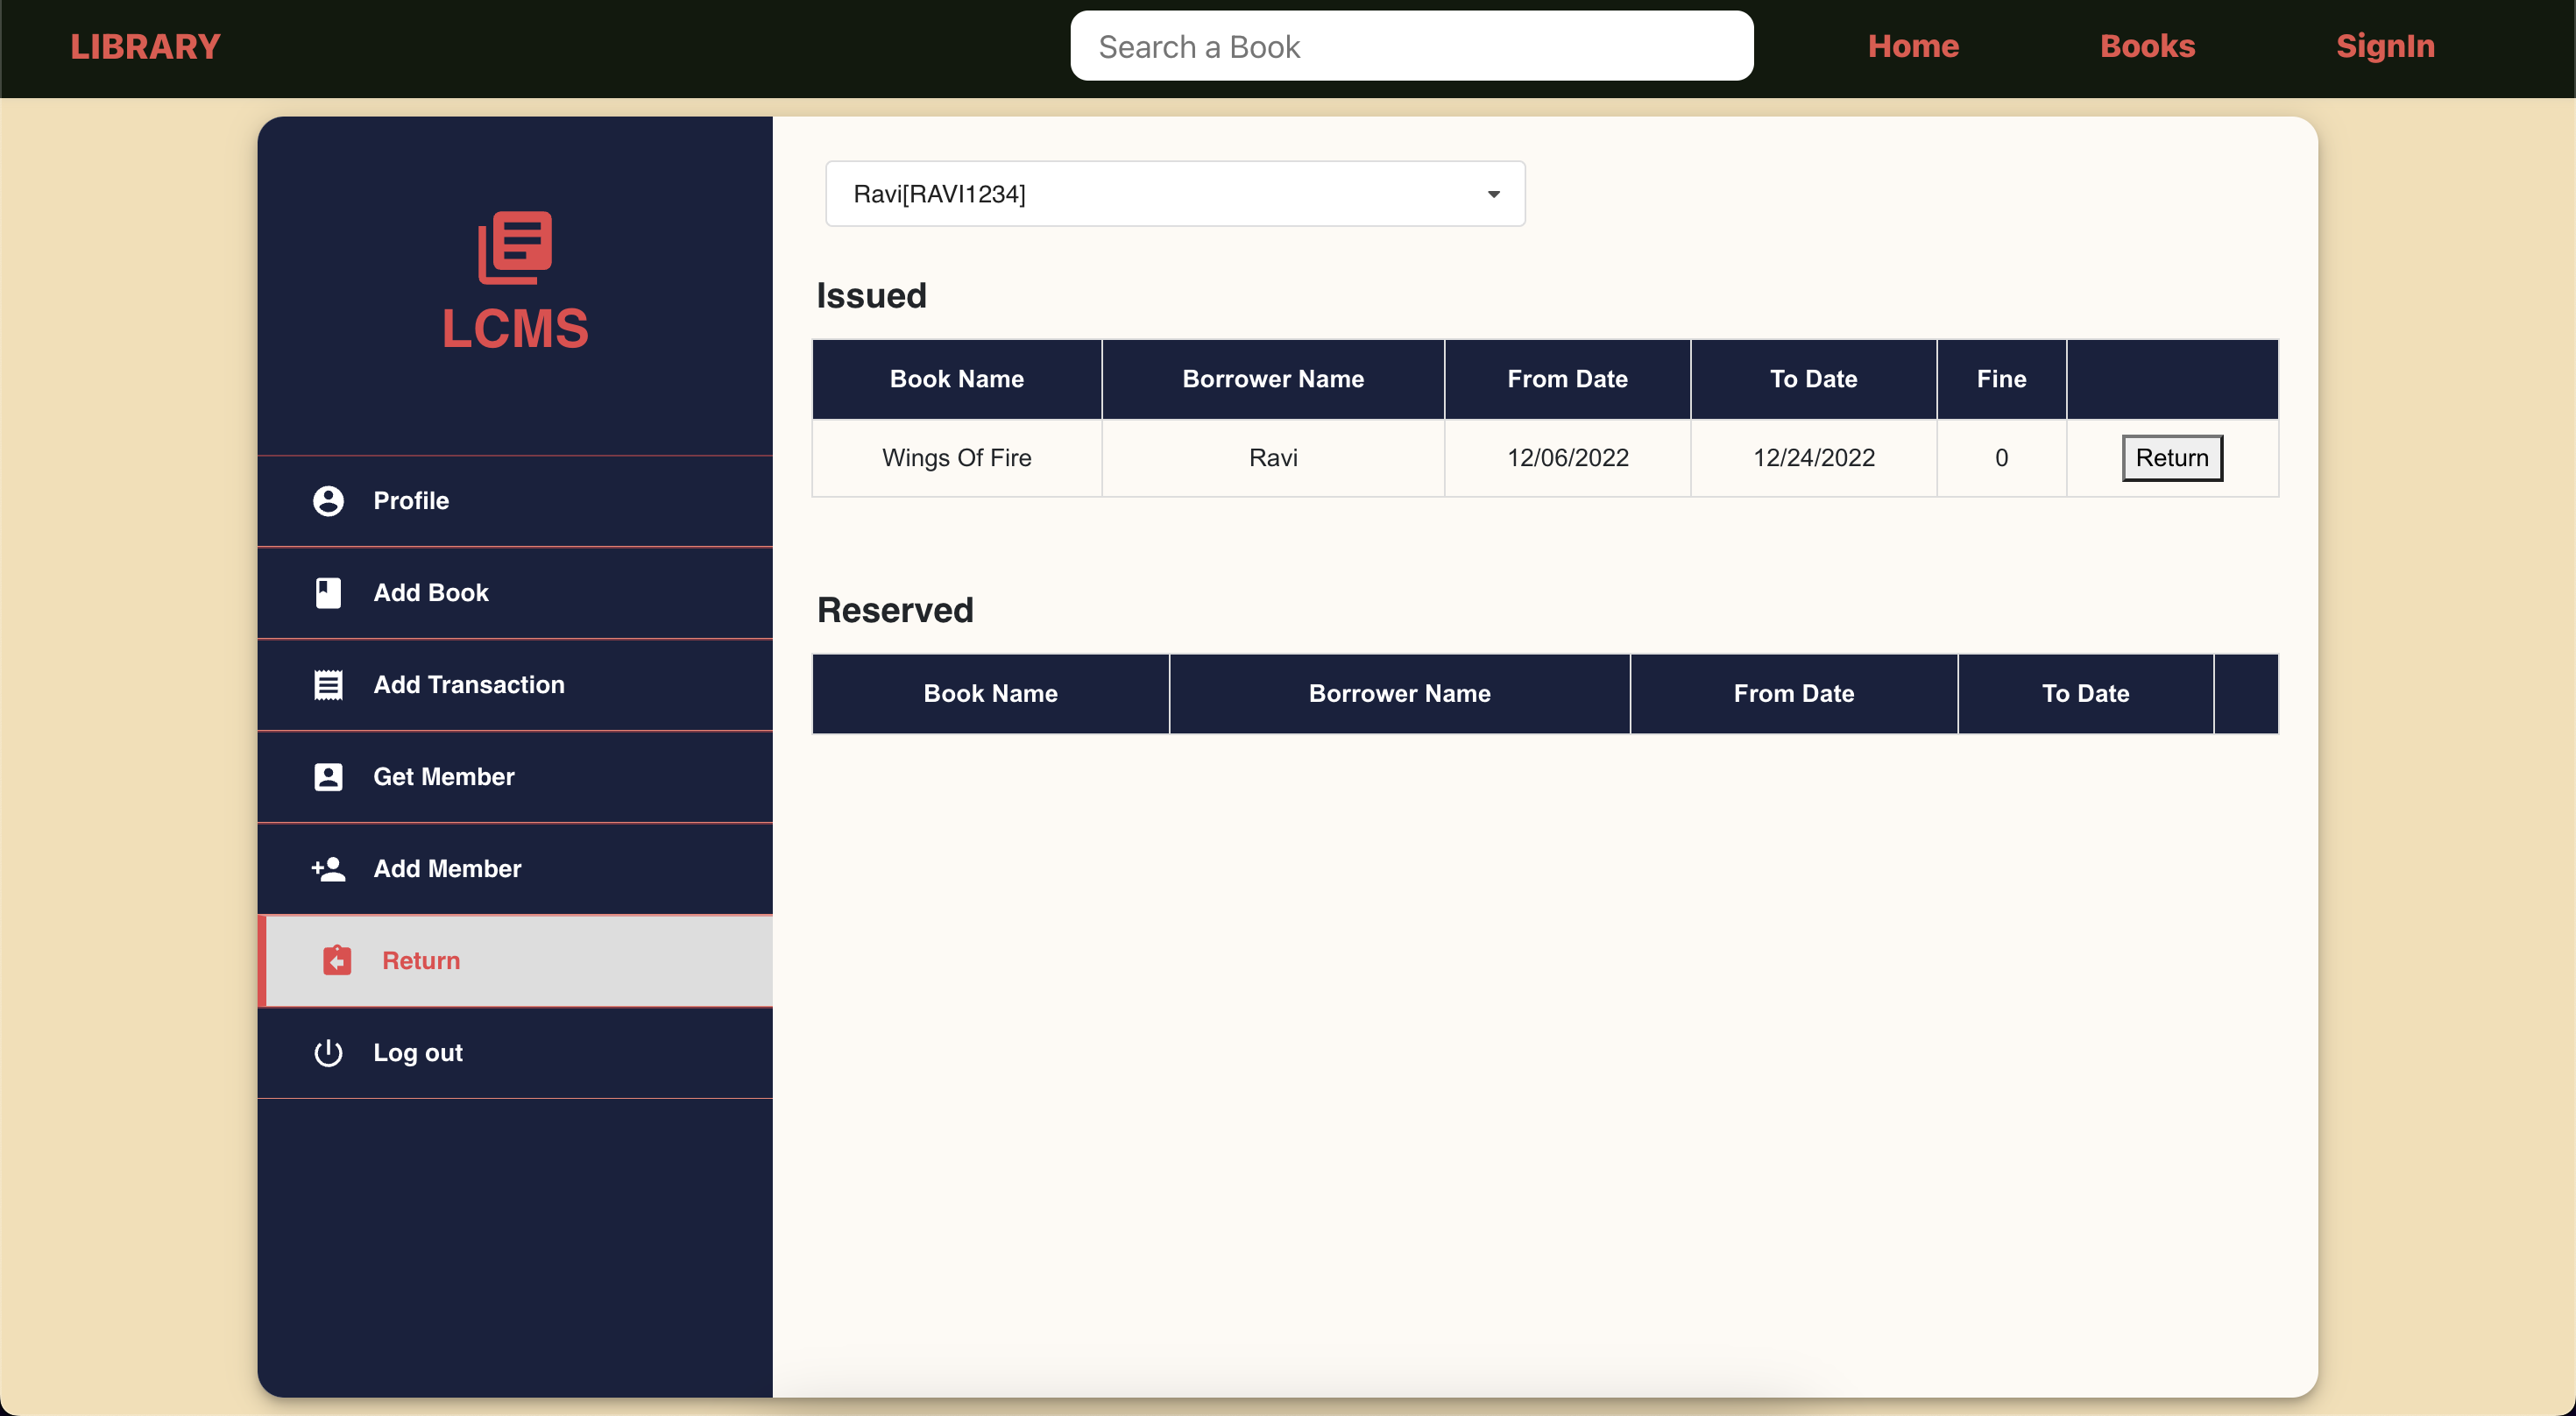 LIBRARY
Search a Book
Home
Books
SignIn
LCMS
Profile
Add Book
Add Transaction
Get Member
Add Member
Return
Log out
Ravi[RAVI1234]
Issued
Book Name Borrower Name From Date To Date Fine
Wings Of Fire Ravi 12/06/2022 12/24/2022 0 Return
Reserved
Book Name Borrower Name From Date To Date